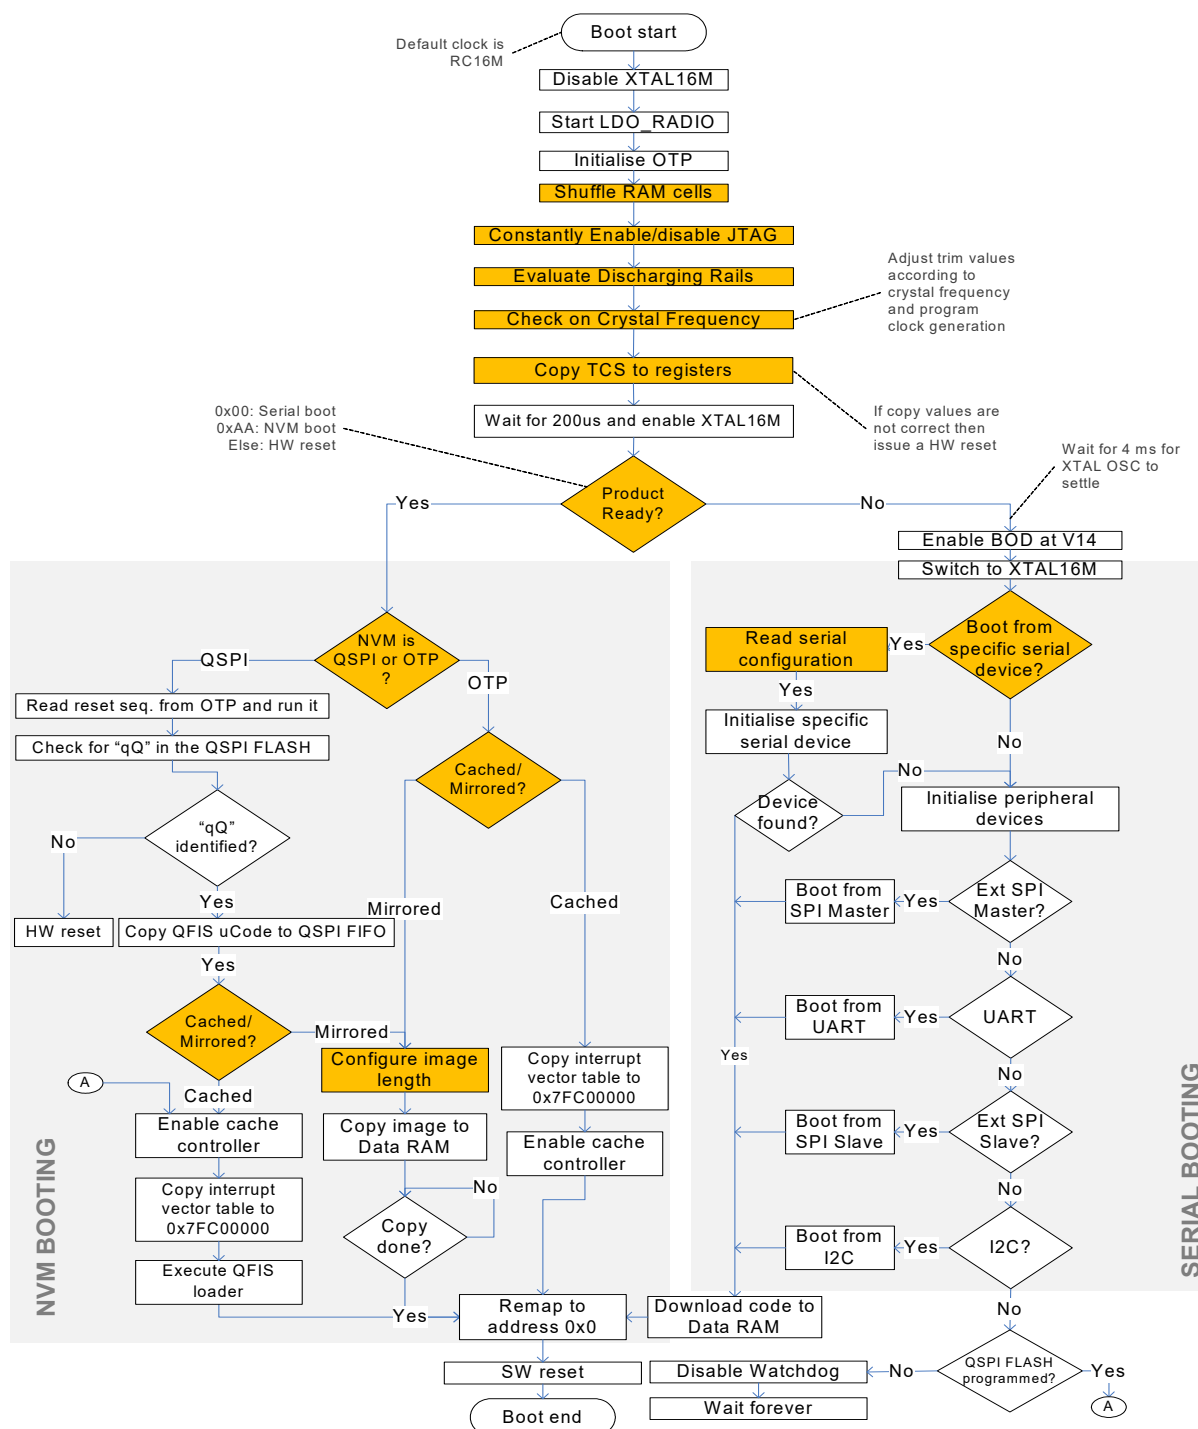 Boot start
Default clock is
RC16M
Disable XTAL16M
Start LDO_RADIO
Initialise OTP
Shuffle RAM cells
Constantly Enable/disable JTAG
Evaluate Discharging Rails
Check on Crystal Frequency
Adjust trim values
according to
crystal frequency
and program
clock generation
Copy TCS to registers
Wait for 200us and enable XTAL16M
If copy values are
not correct then
issue a HW reset
0x00: Serial boot
0xAA: NVM boot
Else: HW reset
Product
Ready?
Yes
No
Wait for 4 ms for
XTAL OSC to
settle
Enable BOD at V14
Switch to XTAL16M
NVM is
QSPI or OTP
?
QSPI
OTP
Read reset seq. from OTP and run it
Check for “qQ” in the QSPI FLASH
“qQ”
identified?
No
Yes
HW reset
Copy QFIS uCode to QSPI FIFO
Yes
Cached/
Mirrored?
Mirrored
Cached
Cached/
Mirrored?
Mirrored
Cached
A
Configure image
length
Enable cache
controller
Copy image to
Data RAM
Copy interrupt
vector table to
0x7FC00000
Enable cache
controller
Copy interrupt
vector table to
0x7FC00000
No
Copy
done?
Execute QFIS
loader
Yes
Remap to
address 0x0
SW reset
Boot end
NVM BOOTING
Boot from
specific serial
device?
Yes
Read serial
configuration
Yes
Initialise specific
serial device
No
No
Device
found?
Initialise peripheral
devices
Ext SPI
Master?
Yes
Boot from
SPI Master
No
UART
Yes
Boot from
UART
Yes
No
Ext SPI
Slave?
Yes
Boot from
SPI Slave
No
I2C?
Yes
Boot from
I2C
No
Download code to
Data RAM
QSPI FLASH
programmed?
No
Yes
Disable Watchdog
Wait forever
A
SERIAL BOOTING